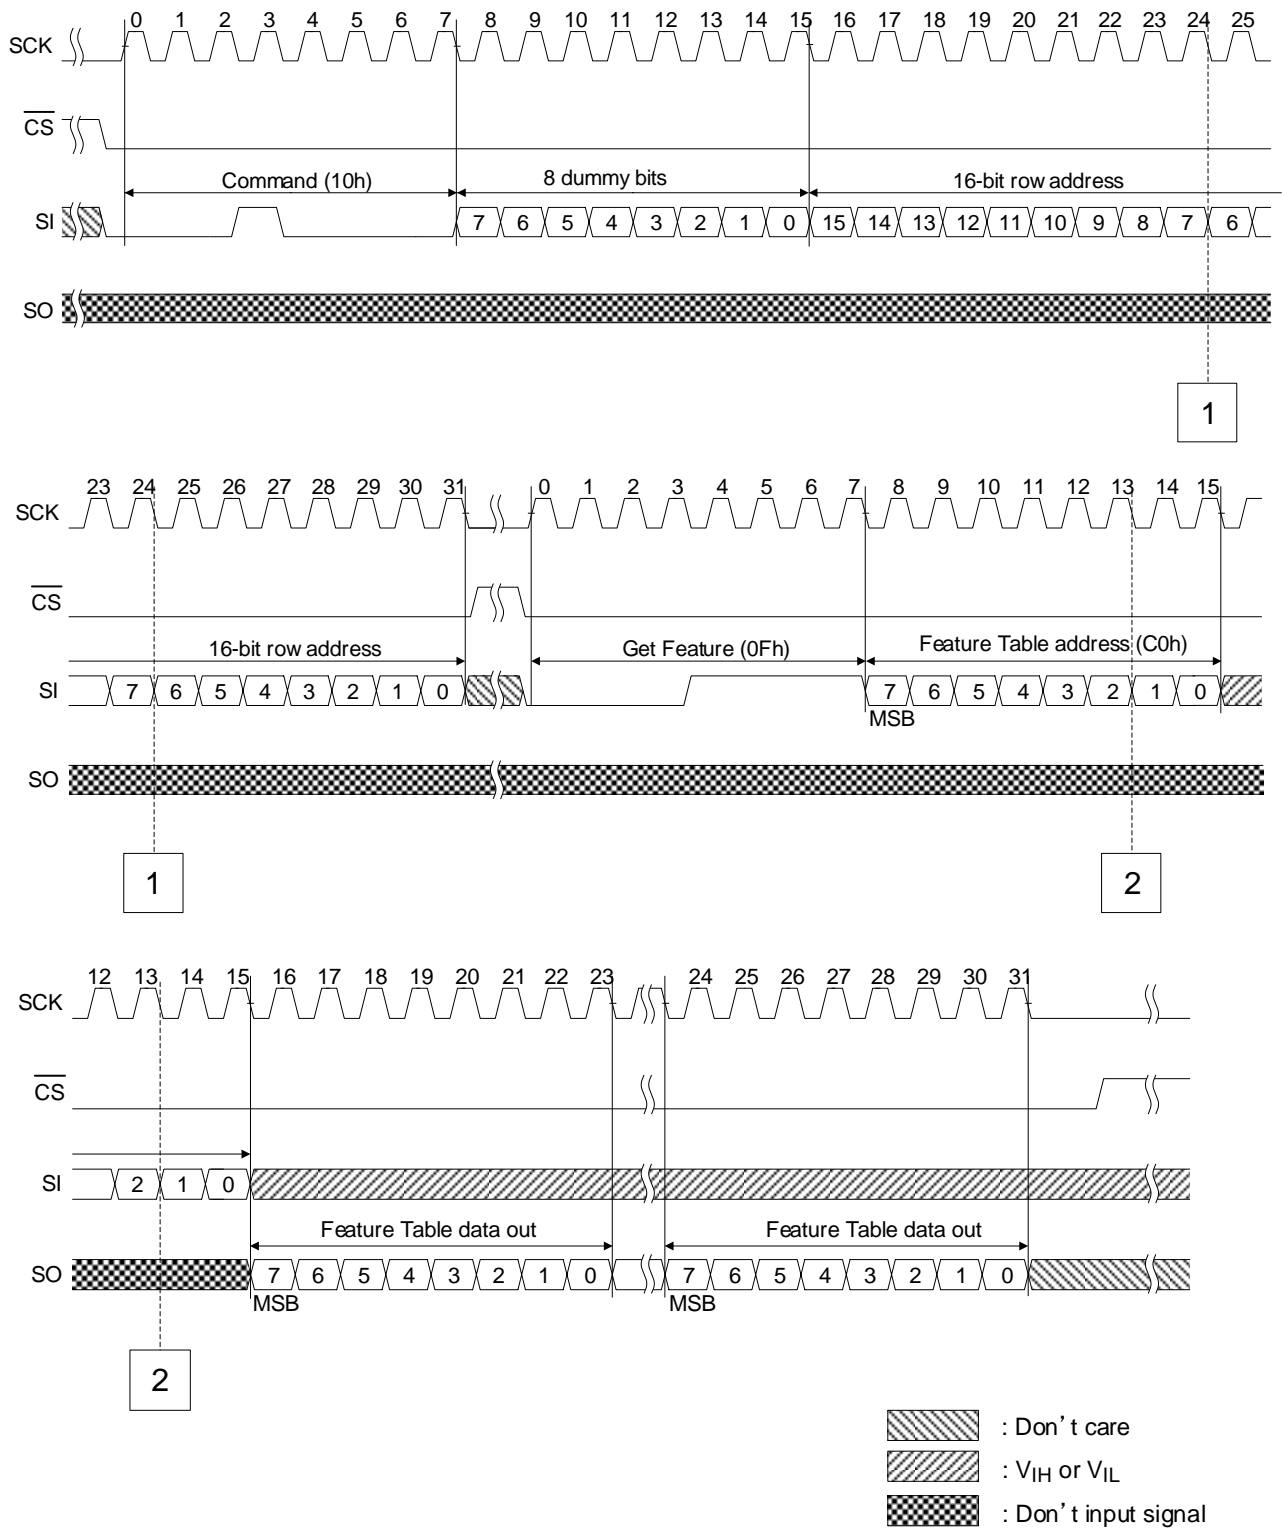 0 1 2 3 4 5 6 7 8 9 10 11 12 13 14 15 16 17 18 19 20 21 22 23 24 25
SCK
CS
Command (10h) 8 dummy bits 16-bit row address
SI 7 6 5 4 3 2 1 0 15 14 13 12 11 10 9 8 7 6
SO
1
23 24 25 26 27 28 29 30 31 0 1 2 3 4 5 6 7 8 9 10 11 12 13 14 15
SCK
CS
16-bit row address Get Feature (0Fh) Feature Table address (C0h)
SI 7 6 5 4 3 2 1 0 7 6 5 4 3 2 1 0
MSB
SO
1 2
12 13 14 15 16 17 18 19 20 21 22 23 24 25 26 27 28 29 30 31
SCK
CS
SI 2 1 0
Feature Table data out Feature Table data out
SO 7 6 5 4 3 2 1 0 7 6 5 4 3 2 1 0
MSB MSB
2
: Don't care
: VIH or VIL
: Don't input signal